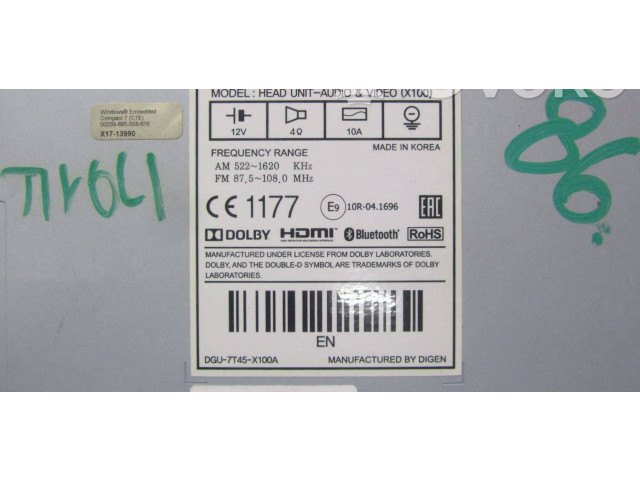 MODEL : HEAD UNIT-AUDIO & VIDEO (X100)
Windows® Embedded
Compact 7 (C7E)
X17-13990
12V
4Ω
10A
MADE IN KOREA
FREQUENCY RANGE
AM 522~1620 KHz
FM 87.5~108.0 MHz
CE 1177
E9 10R-04.1696
EAC
DOLBY HDMI Bluetooth® RoHS
MANUFACTURED UNDER LICENSE FROM DOLBY LABORATORIES.
DOLBY, AND THE DOUBLE-D SYMBOL ARE TRADEMARKS OF DOLBY
LABORATORIES.
EN
DGU-7T45-X100A
MANUFACTURED BY DIGEN